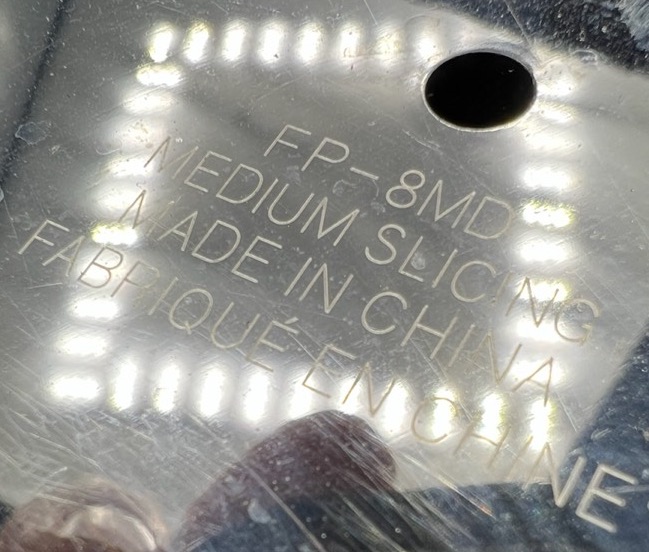 FP-8MD
MEDIUM SLICING
MADE IN CHINA
FABRIQUÉ EN CHINE